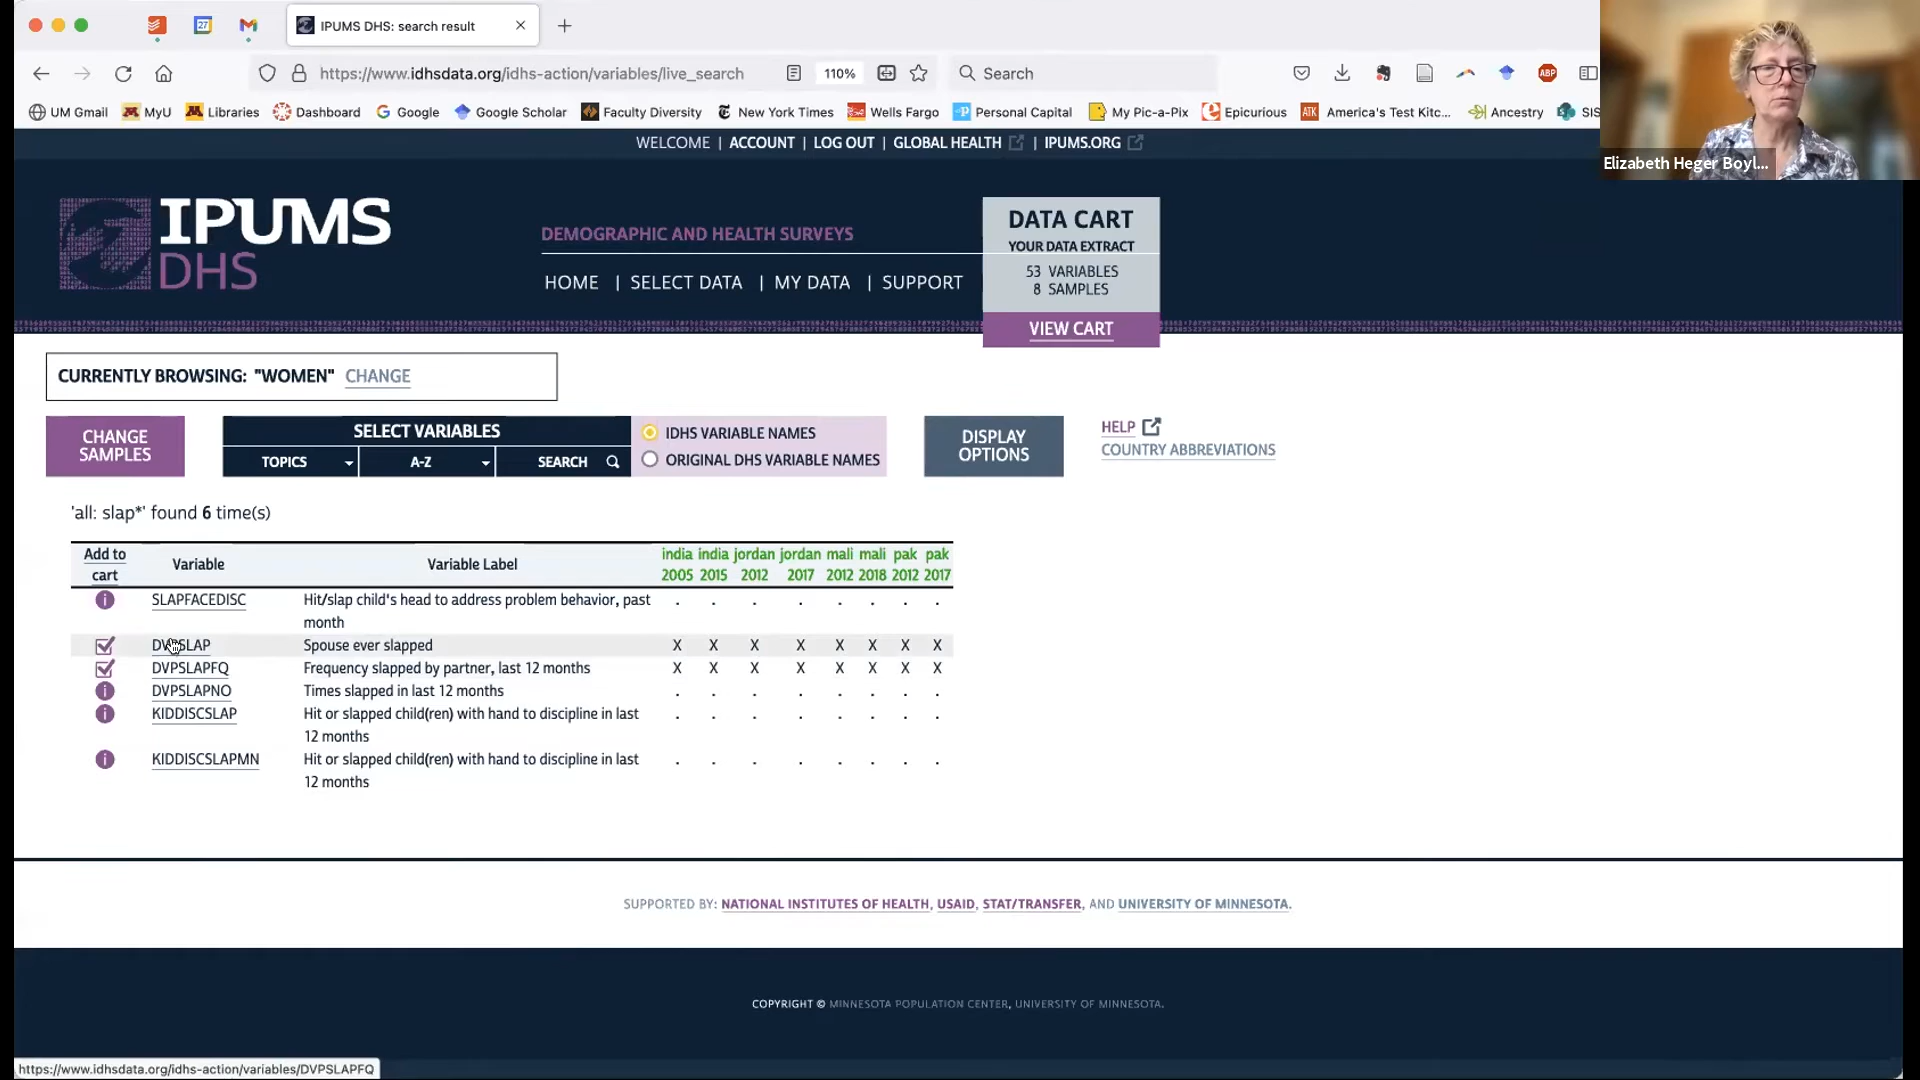 27
IPUMS DHS: search result
https://www.idhsdata.org/idhs-action/variables/live_search
110%
Search
ABP
UM Gmail
MyU
Libraries
Dashboard
Google
Google Scholar
Faculty Diversity
New York Times
Wells Fargo
Personal Capital
My Pic-a-Pix
Epicurious
ATK America's Test Kitc...
Ancestry
SIS
Elizabeth Heger Boyl...
WELCOME | ACCOUNT | LOG OUT | GLOBAL HEALTH | IPUMS.ORG
IPUMS
DHS
DEMOGRAPHIC AND HEALTH SURVEYS
HOME | SELECT DATA | MY DATA | SUPPORT
DATA CART
YOUR DATA EXTRACT
53 VARIABLES
8 SAMPLES
VIEW CART
CURRENTLY BROWSING: "WOMEN" CHANGE
CHANGE
SAMPLES
SELECT VARIABLES
TOPICS
A-Z
SEARCH
IDHS VARIABLE NAMES
ORIGINAL DHS VARIABLE NAMES
DISPLAY
OPTIONS
HELP
COUNTRY ABBREVIATIONS
'all: slap*' found 6 time(s)
Add to cart Variable Variable Label india 2005 india 2015 jordan 2012 jordan 2017 mali 2012 mali 2018 pak 2012 pak 2017
i SLAPFACEDISC Hit/slap child's head to address problem behavior, past . . . . . . . .
month
DVPSLAP Spouse ever slapped X X X X X X X X
DVPSLAPFQ Frequency slapped by partner, last 12 months X X X X X X X X
i DVPSLAPNO Times slapped in last 12 months . . . . . . . .
i KIDDISCSLAP Hit or slapped child(ren) with hand to discipline in last . . . . . . . .
12 months
i KIDDISCSLAPMN Hit or slapped child(ren) with hand to discipline in last . . . . . . . .
12 months
SUPPORTED BY: NATIONAL INSTITUTES OF HEALTH, USAID, STAT/TRANSFER, AND UNIVERSITY OF MINNESOTA.
COPYRIGHT © MINNESOTA POPULATION CENTER, UNIVERSITY OF MINNESOTA.
https://www.idhsdata.org/idhs-action/variables/DVPSLAPFQ